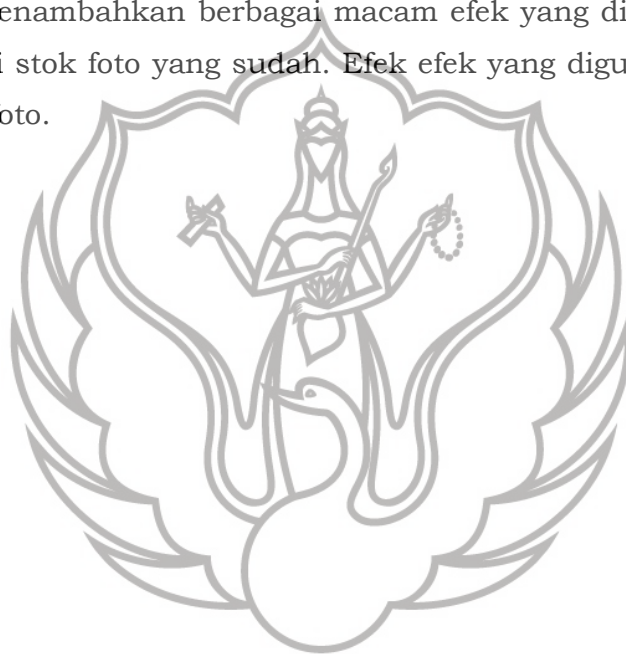 enambahkan berbagai macam efek yang di
i stok foto yang sudah. Efek efek yang digu
oto.